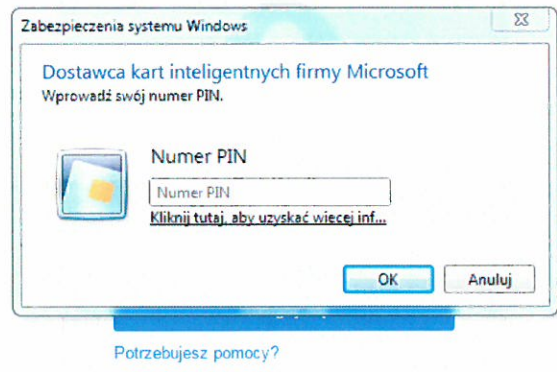 Zabezpieczenia systemu Windows
Dostawca kart inteligentnych firmy Microsoft
Wprowadź swój numer PIN.
Numer PIN
Numer PIN
Kliknij tutaj, aby uzyskać więcej inf...
OK
Anuluj
Potrzebujesz pomocy?